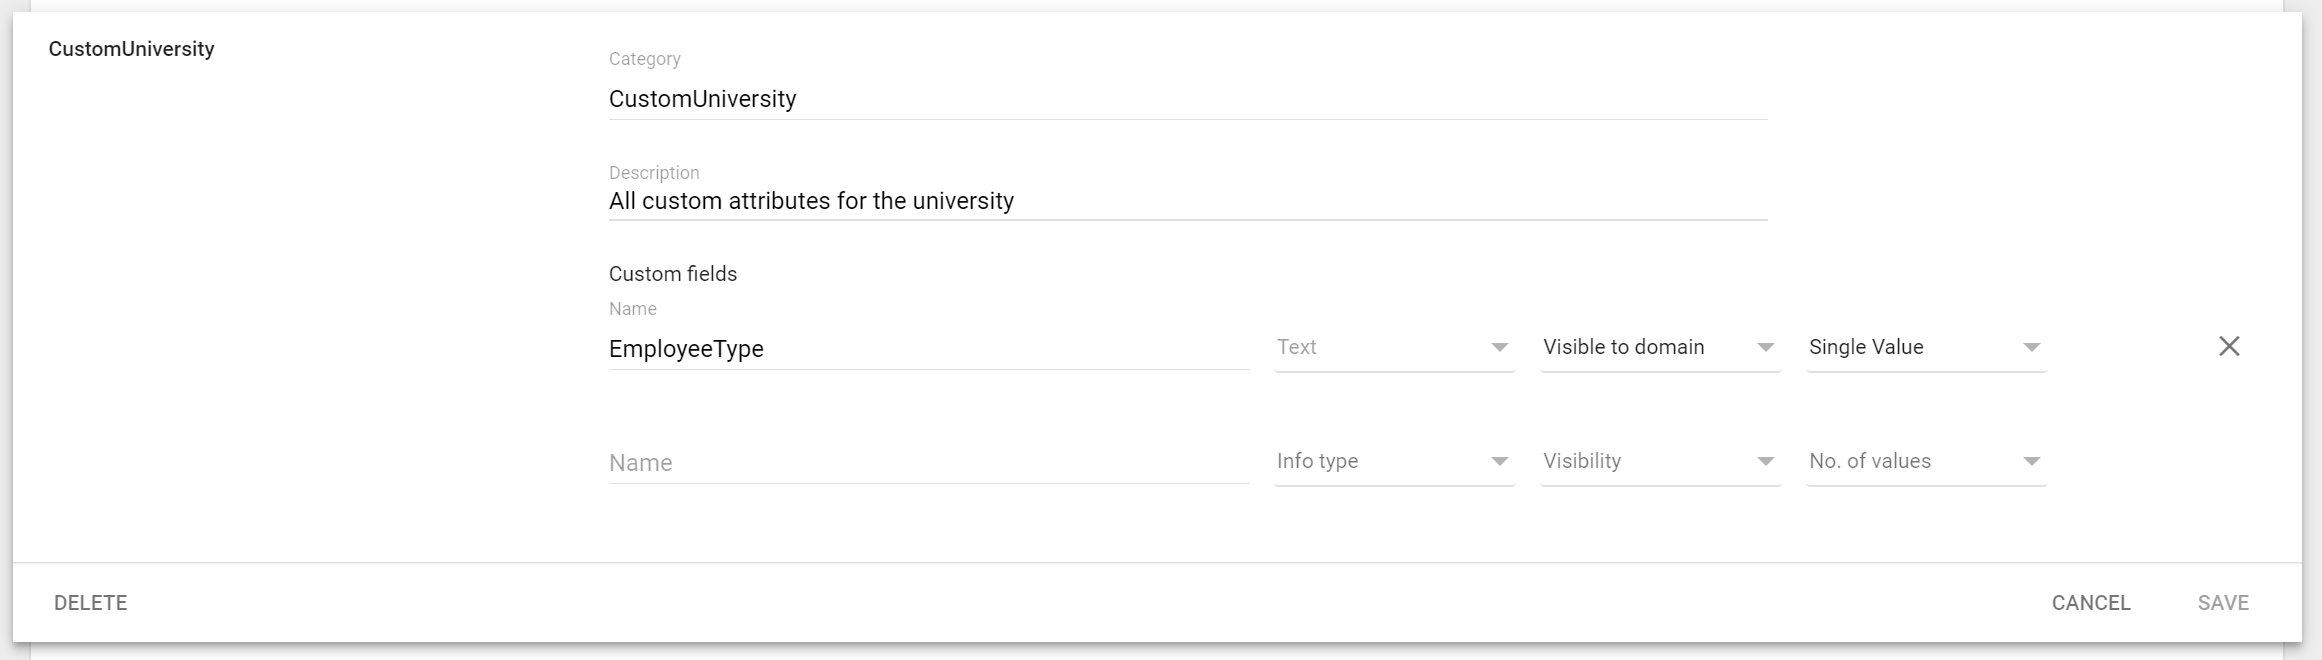 CustomUniversity
Category
CustomUniversity
Description
All custom attributes for the university
Custom fields
Name
EmployeeType Text Visible to domain Single Value
Name Info type Visibility No. of values
DELETE CANCEL SAVE